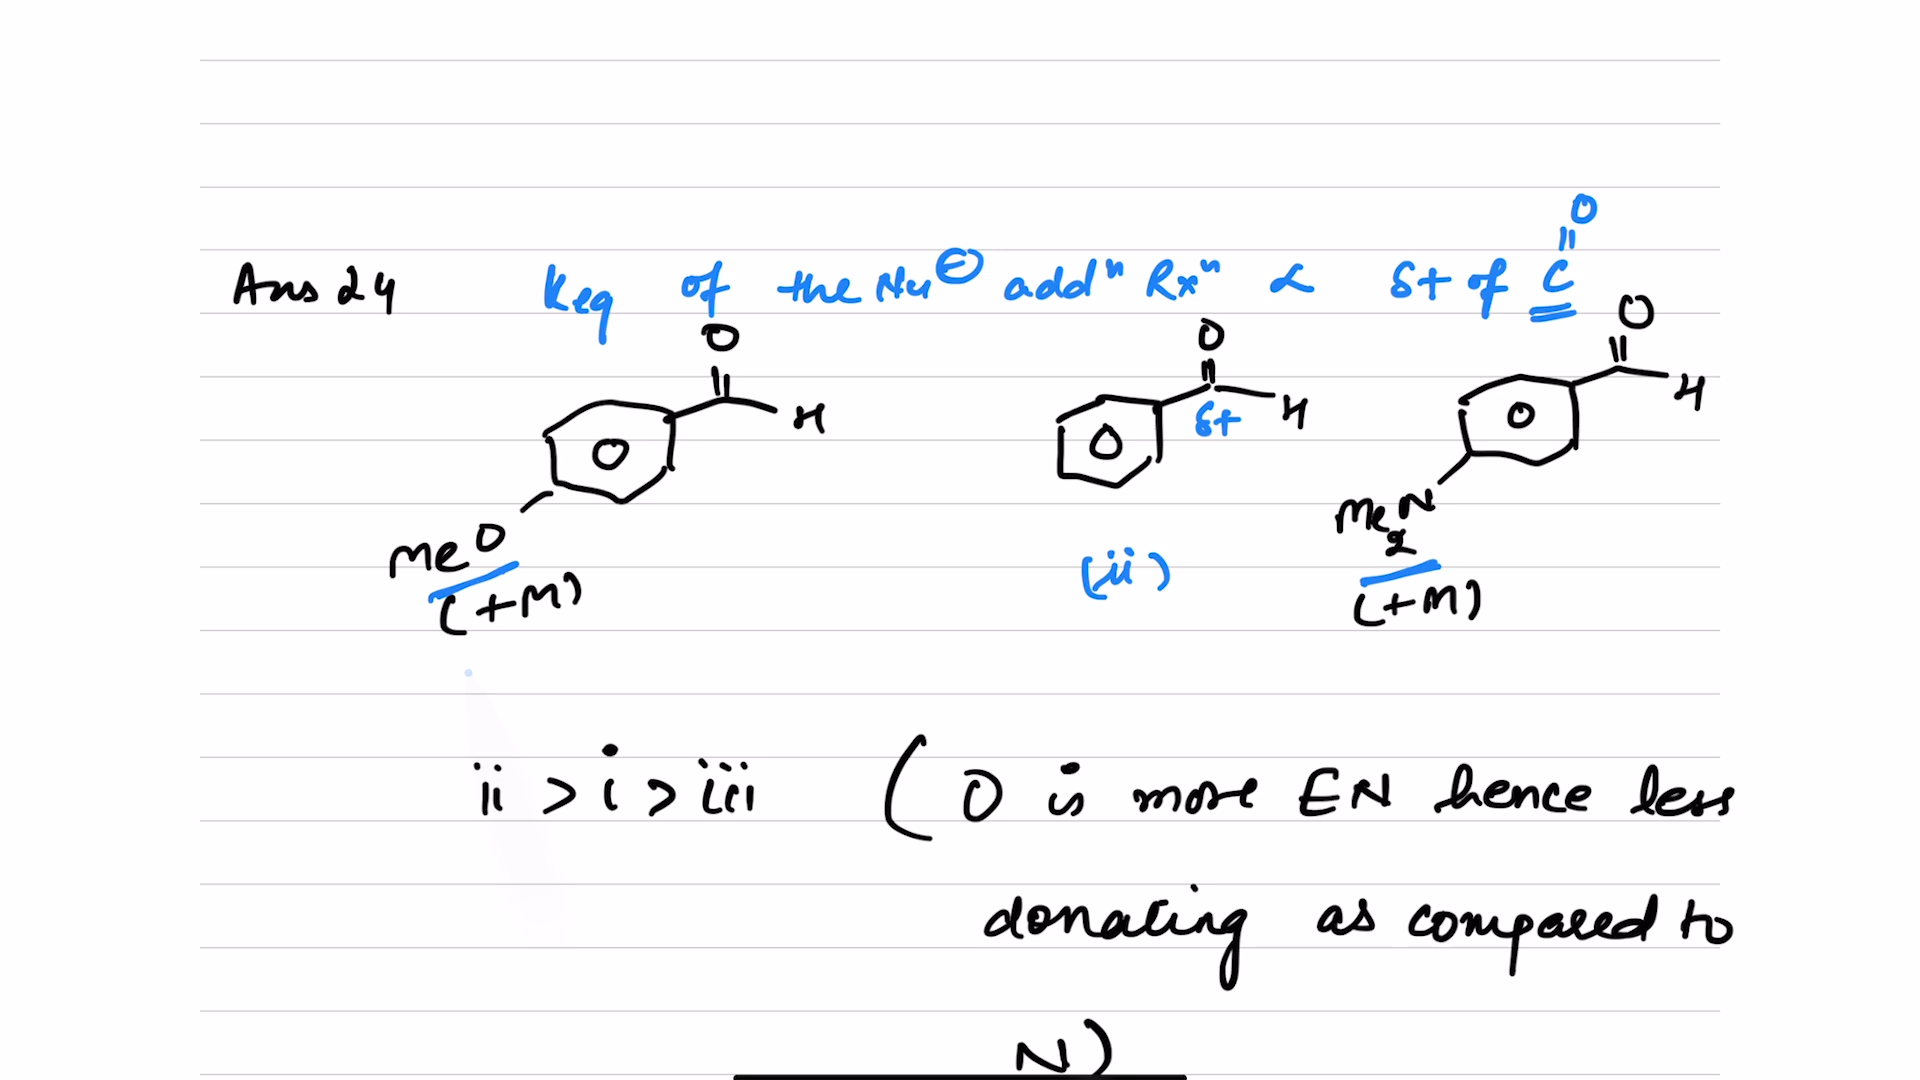 Ans 24 Keq of the Nu⊖ addⁿ Rxⁿ ∝ δ+ of C
O
O O O
H δ+ H H
MeO (ii) Me₂N
(+M) (+M)
ii > i > iii ( O is more EN hence less
donating as compared to
N)